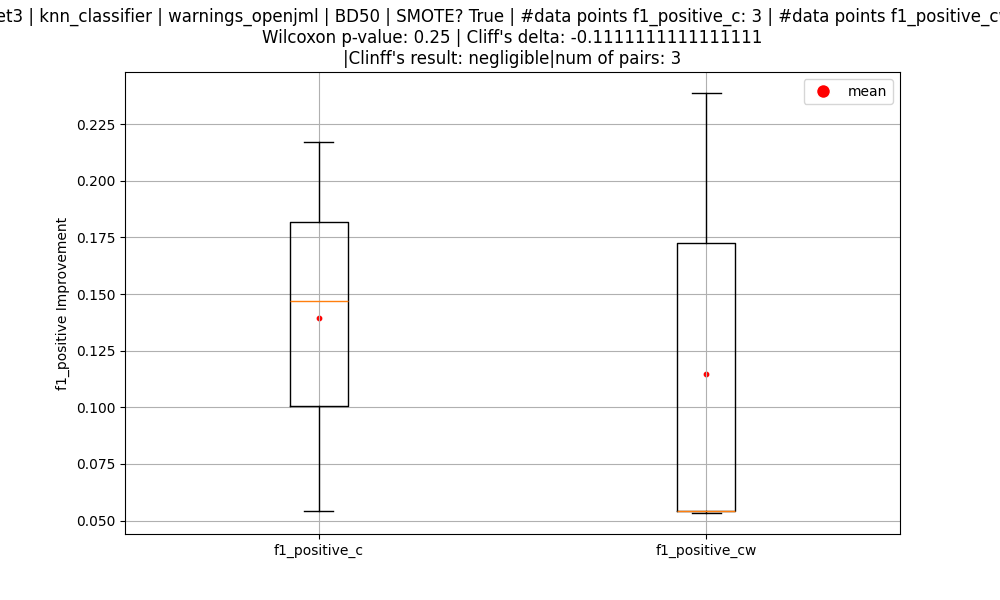 et3 | knn_classifier | warnings_openjml | BD50 | SMOTE? True | #data points f1_positive_c: 3 | #data points f1_positive_c
Wilcoxon p-value: 0.25 | Cliff's delta: -0.1111111111111111
|Clinff's result: negligible|num of pairs: 3
mean
0.225
0.200
0.175
0.150
0.125
0.100
0.075
0.050
f1_positive Improvement
f1_positive_c
f1_positive_cw